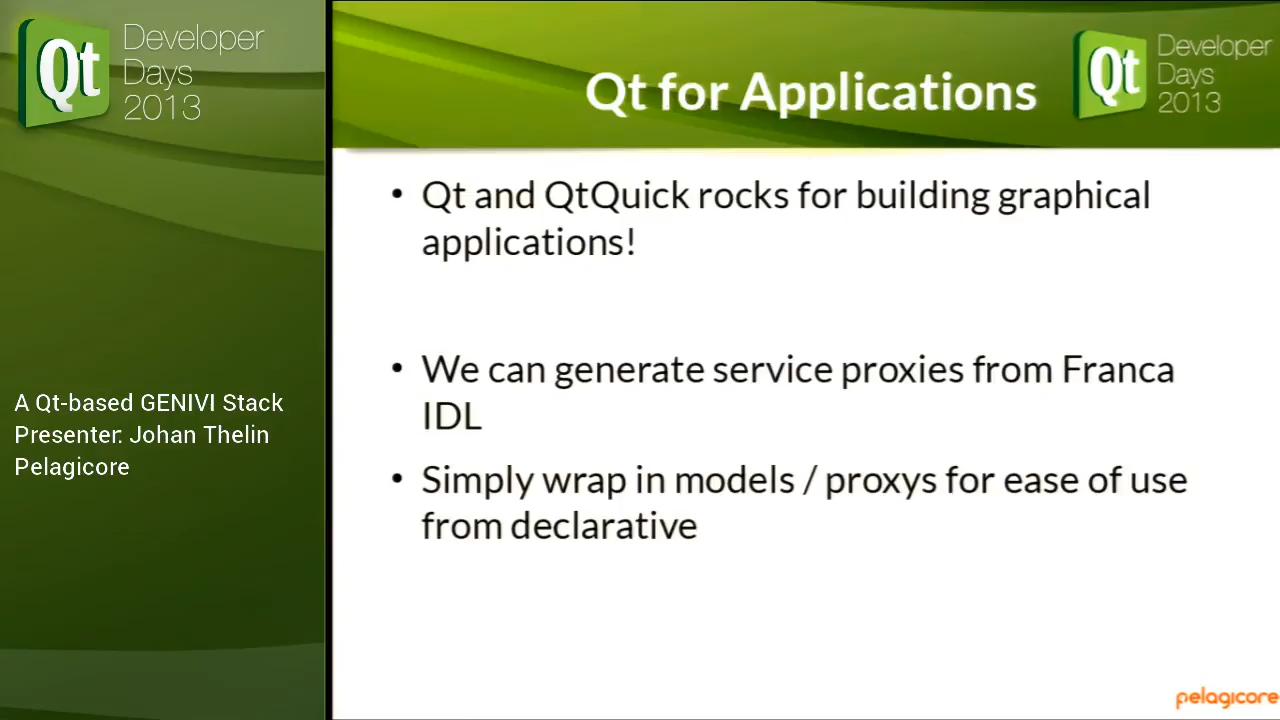 Qt
Developer
Days
2013
A Qt-based GENIVI Stack
Presenter: Johan Thelin
Pelagicore
Qt for Applications
Qt
Developer
Days
2013
• Qt and QtQuick rocks for building graphical
applications!
• We can generate service proxies from Franca
IDL
• Simply wrap in models / proxys for ease of use
from declarative
pelagicore